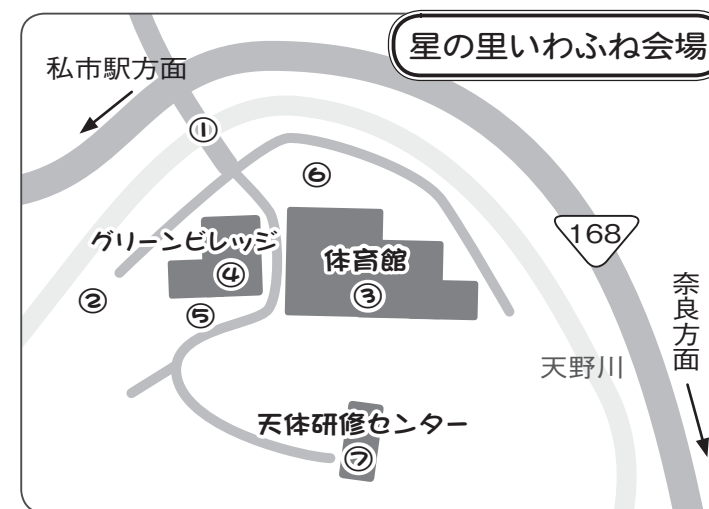 星の里いわふね会場
私市駅方面
①
⑥
グリーンビレッジ
④
体育館
③
168
②
⑤
奈良方面
天野川
天体研修センター
⑦